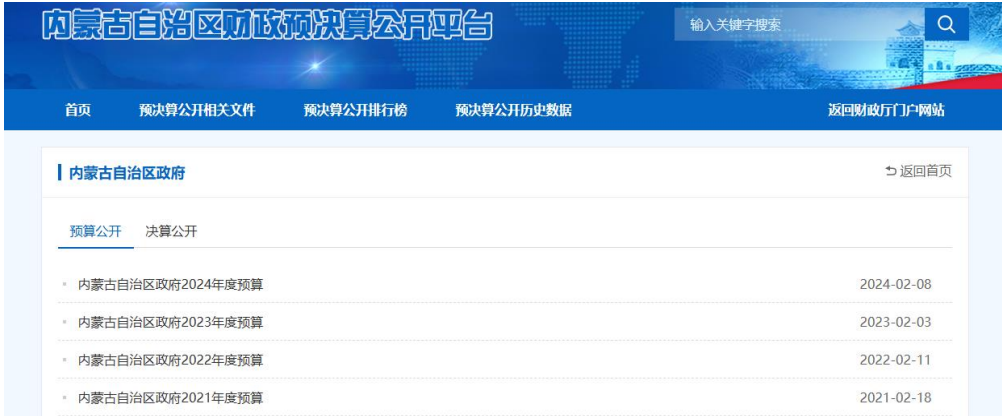 内蒙古自治区财政预决算公开平台
输入关键字搜索
首页 预决算公开相关文件 预决算公开排行榜 预决算公开历史数据 返回财政厅门户网站
内蒙古自治区政府 返回首页
预算公开 决算公开
内蒙古自治区政府2024年度预算 2024-02-08
内蒙古自治区政府2023年度预算 2023-02-03
内蒙古自治区政府2022年度预算 2022-02-11
内蒙古自治区政府2021年度预算 2021-02-18